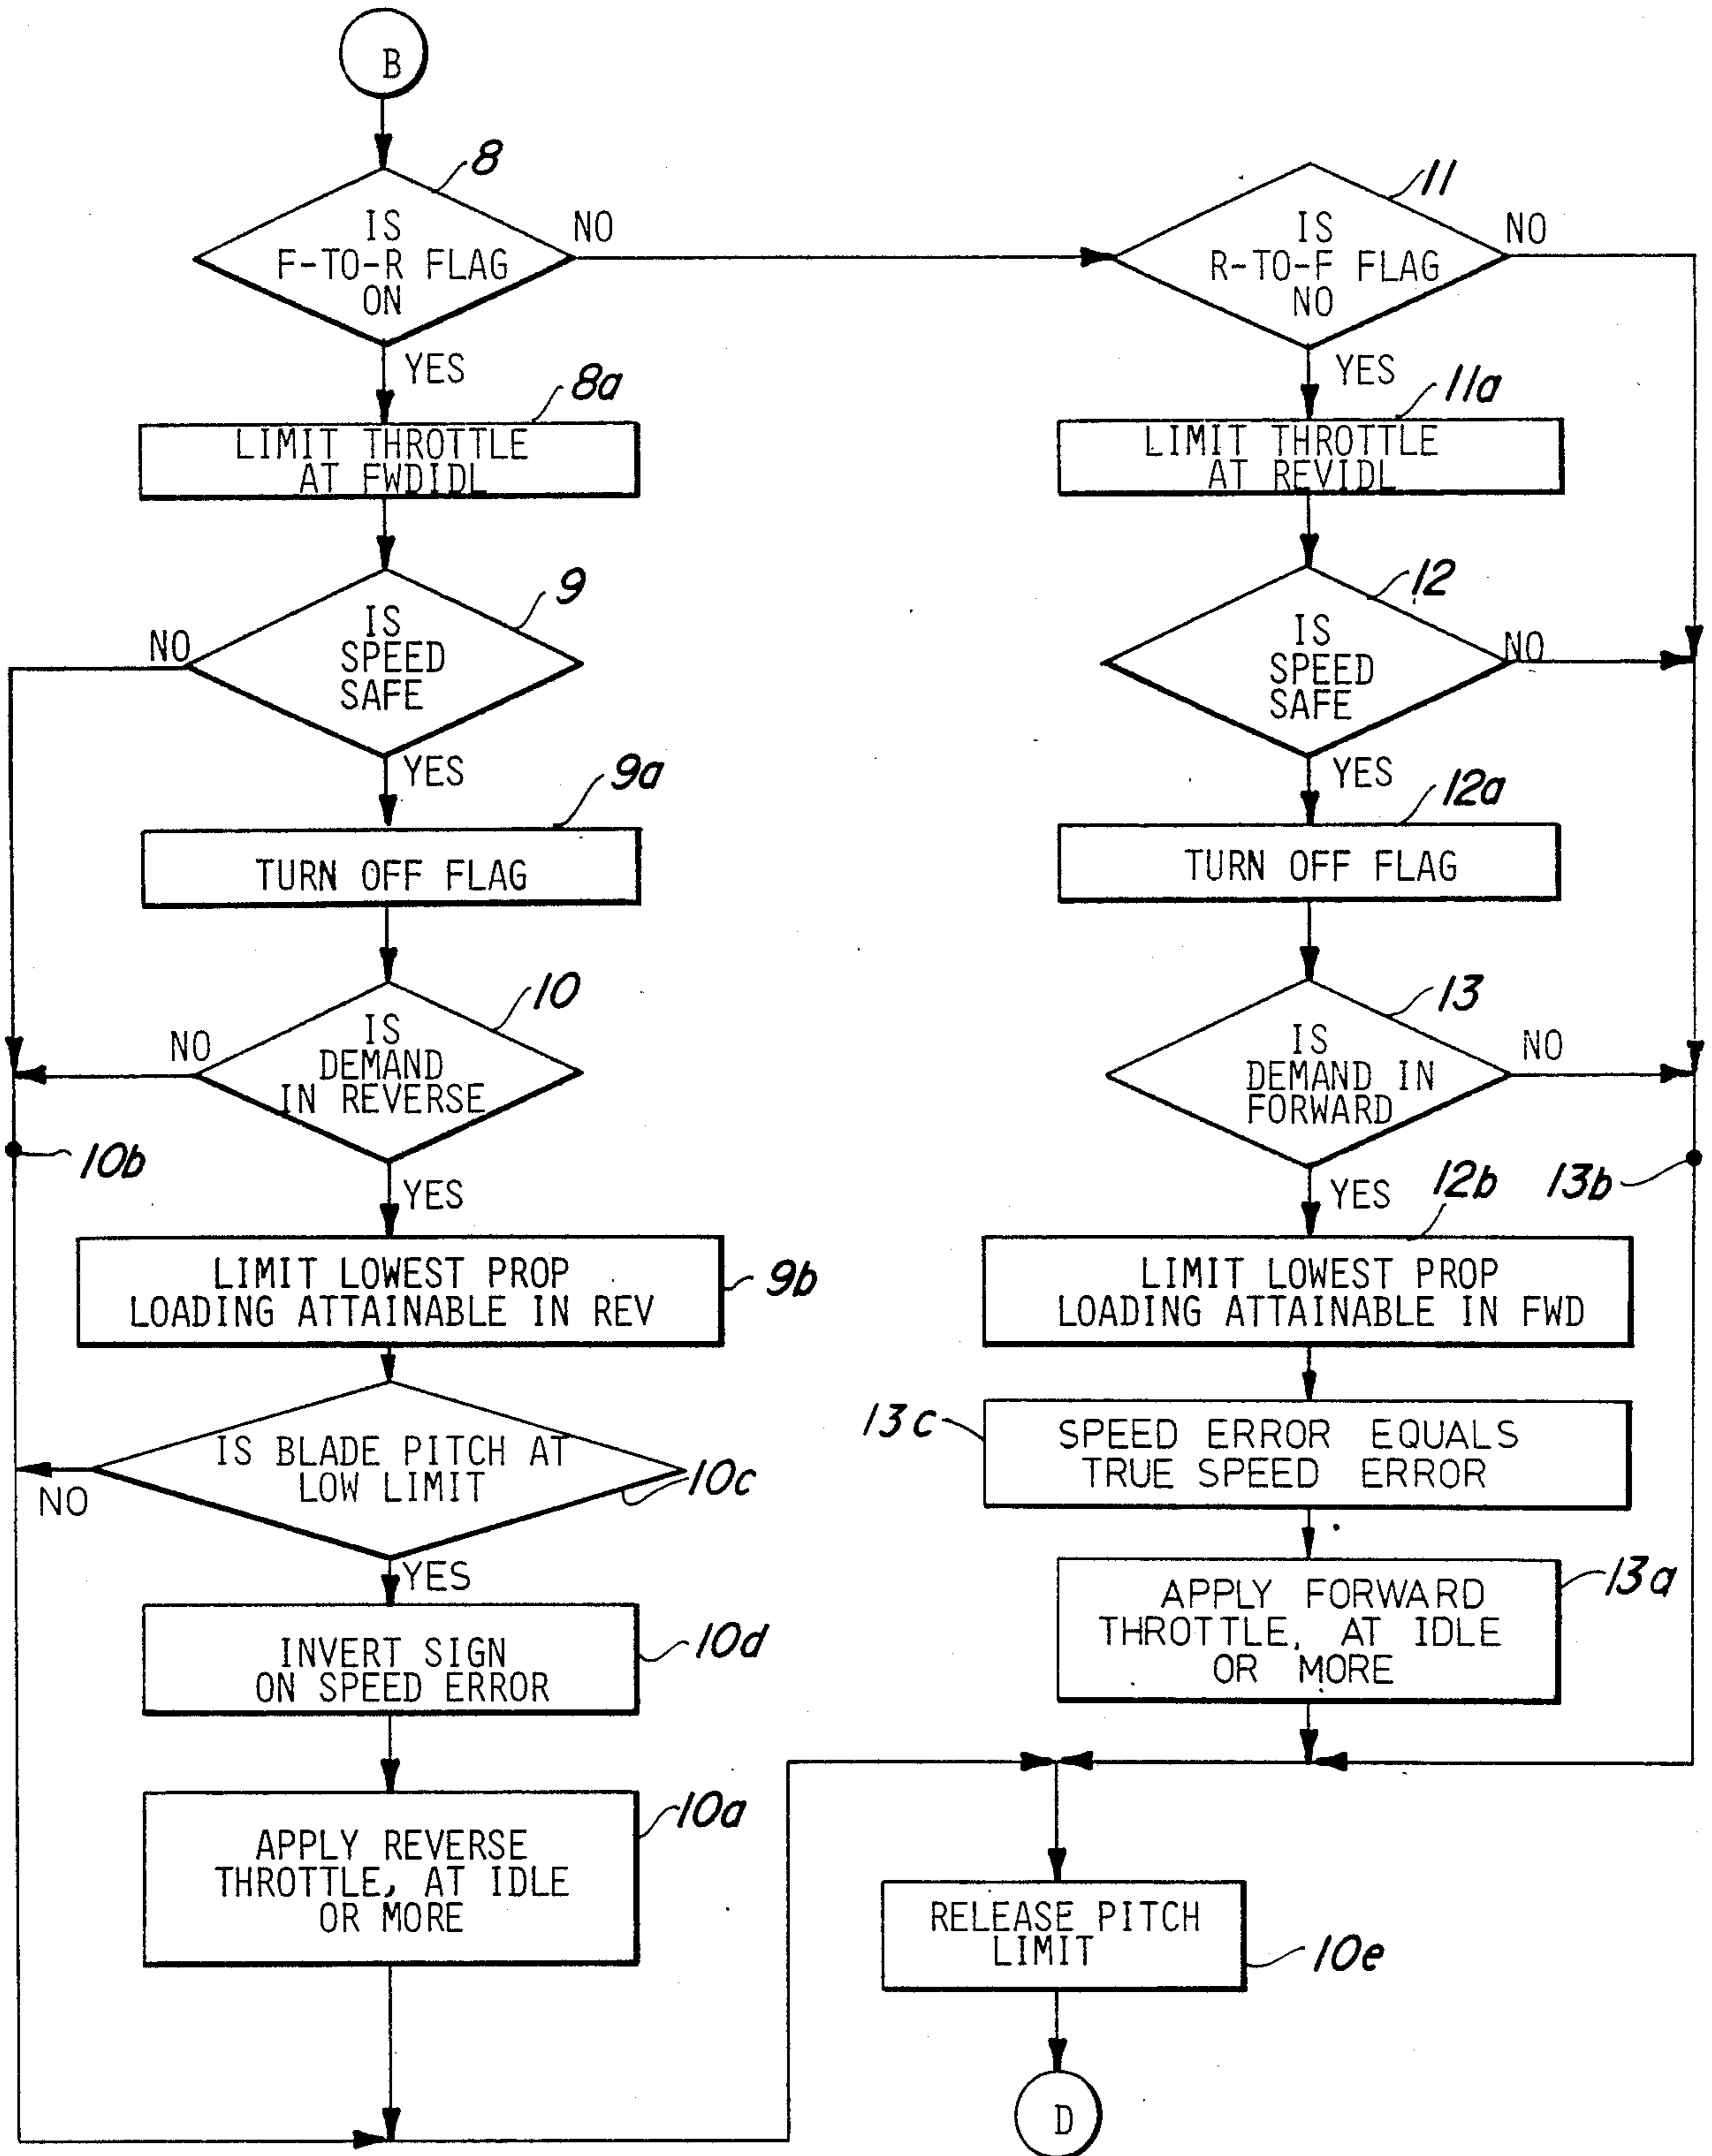 B
8
IS
F-TO-R FLAG
ON
NO
YES
8a
LIMIT THROTTLE
AT FWDIDL
9
IS
SPEED
SAFE
NO
YES
9a
TURN OFF FLAG
10
IS
DEMAND
IN REVERSE
NO
10b
YES
LIMIT LOWEST PROP
LOADING ATTAINABLE IN REV
9b
IS BLADE PITCH AT
LOW LIMIT
10c
NO
YES
INVERT SIGN
ON SPEED ERROR
10d
10a
APPLY REVERSE
THROTTLE, AT IDLE
OR MORE
11
IS
R-TO-F FLAG
NO
NO
YES
11a
LIMIT THROTTLE
AT REVIDL
12
IS
SPEED
SAFE
NO
YES
12a
TURN OFF FLAG
13
IS
DEMAND IN
FORWARD
NO
YES
12b
13b
LIMIT LOWEST PROP
LOADING ATTAINABLE IN FWD
13c
SPEED ERROR EQUALS
TRUE SPEED ERROR
13a
APPLY FORWARD
THROTTLE, AT IDLE
OR MORE
RELEASE PITCH
LIMIT
10e
D